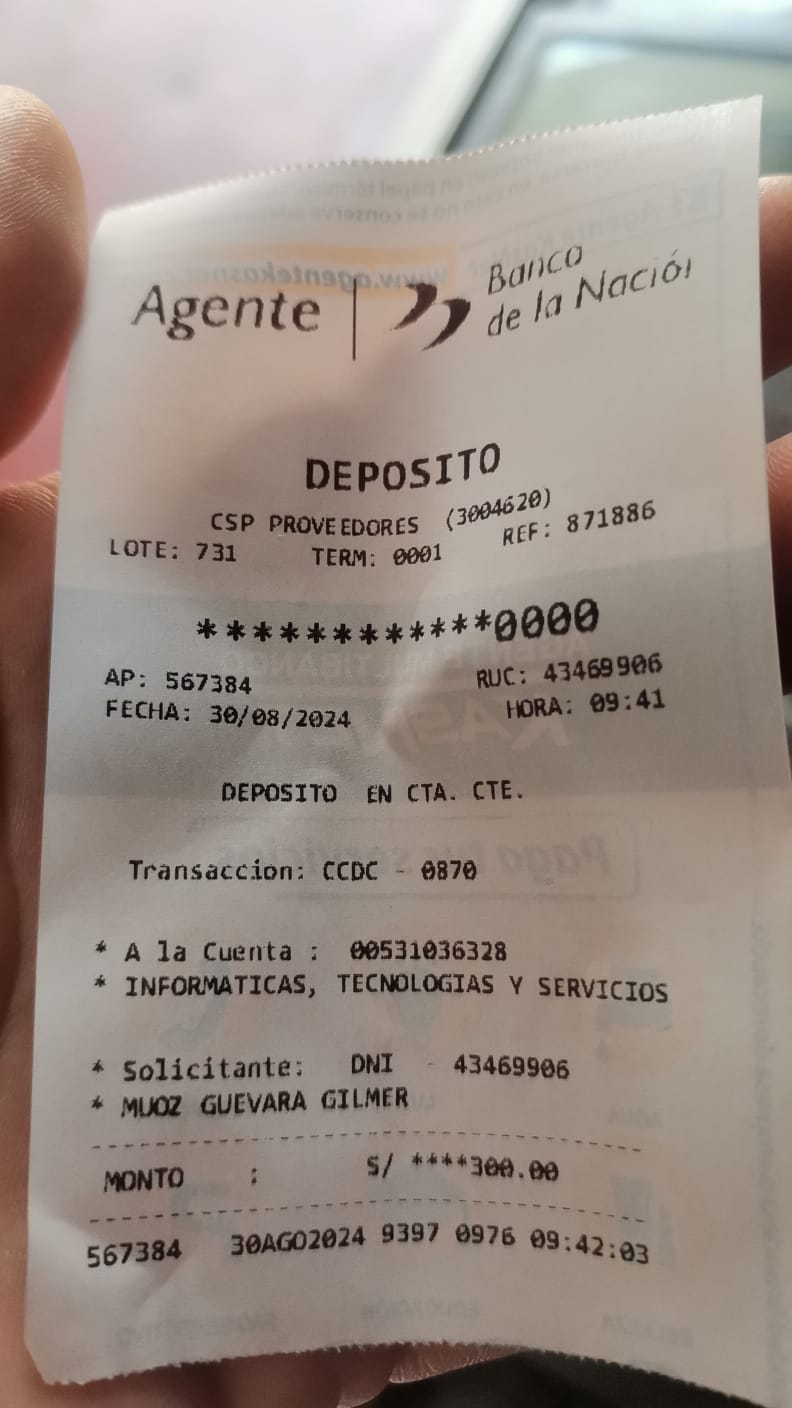 Agente | Banco
de la Nación
DEPOSITO
CSP PROVEEDORES (3004620)
LOTE: 731 TERM: 0001 REF: 871886
************0000
AP: 567384 RUC: 43469906
FECHA: 30/08/2024 HORA: 09:41
DEPOSITO EN CTA. CTE.
Transaccion: CCDC - 0870
* A la Cuenta : 00531036328
* INFORMATICAS, TECNOLOGIAS Y SERVICIOS
* Solicitante: DNI - 43469906
* MUOZ GUEVARA GILMER
MONTO : S/ ****300.00
567384 30AGO2024 9397 0976 09:42:03